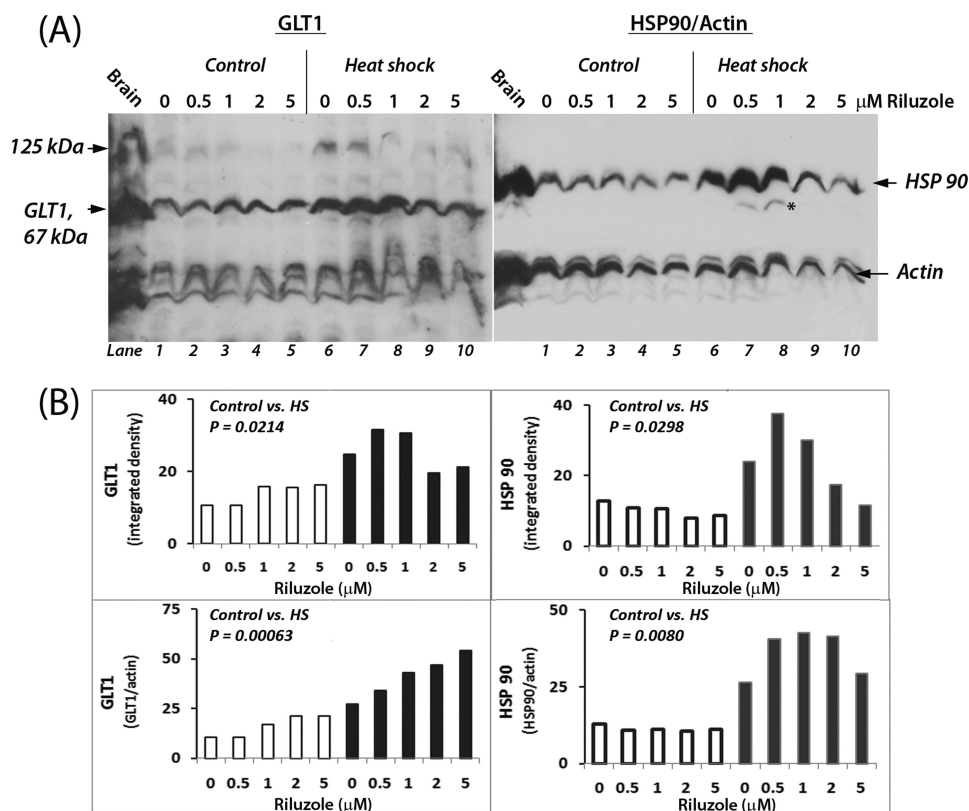 (A)
GLT1
HSP90/Actin
Brain
Control
Heat shock
0 0.5 1 2 5 0 0.5 1 2 5
Brain
Control
Heat shock
0 0.5 1 2 5 0 0.5 1 2 5 μM Riluzole
125 kDa
GLT1,
67 kDa
HSP 90
*
Actin
Lane 1 2 3 4 5 6 7 8 9 10
1 2 3 4 5 6 7 8 9 10
(B)
GLT1
(integrated density)
Control vs. HS
P = 0.0214
40
20
0
0 0.5 1 2 5 0 0.5 1 2 5
Riluzole (μM)
HSP 90
(integrated density)
Control vs. HS
P = 0.0298
40
20
0
0 0.5 1 2 5 0 0.5 1 2 5
Riluzole (μM)
GLT1
(GLT1/actin)
Control vs. HS
P = 0.00063
75
50
25
0
0 0.5 1 2 5 0 0.5 1 2 5
Riluzole (μM)
HSP 90
(HSP90/actin)
Control vs. HS
P = 0.0080
50
25
0
0 0.5 1 2 5 0 0.5 1 2 5
Riluzole (μM)